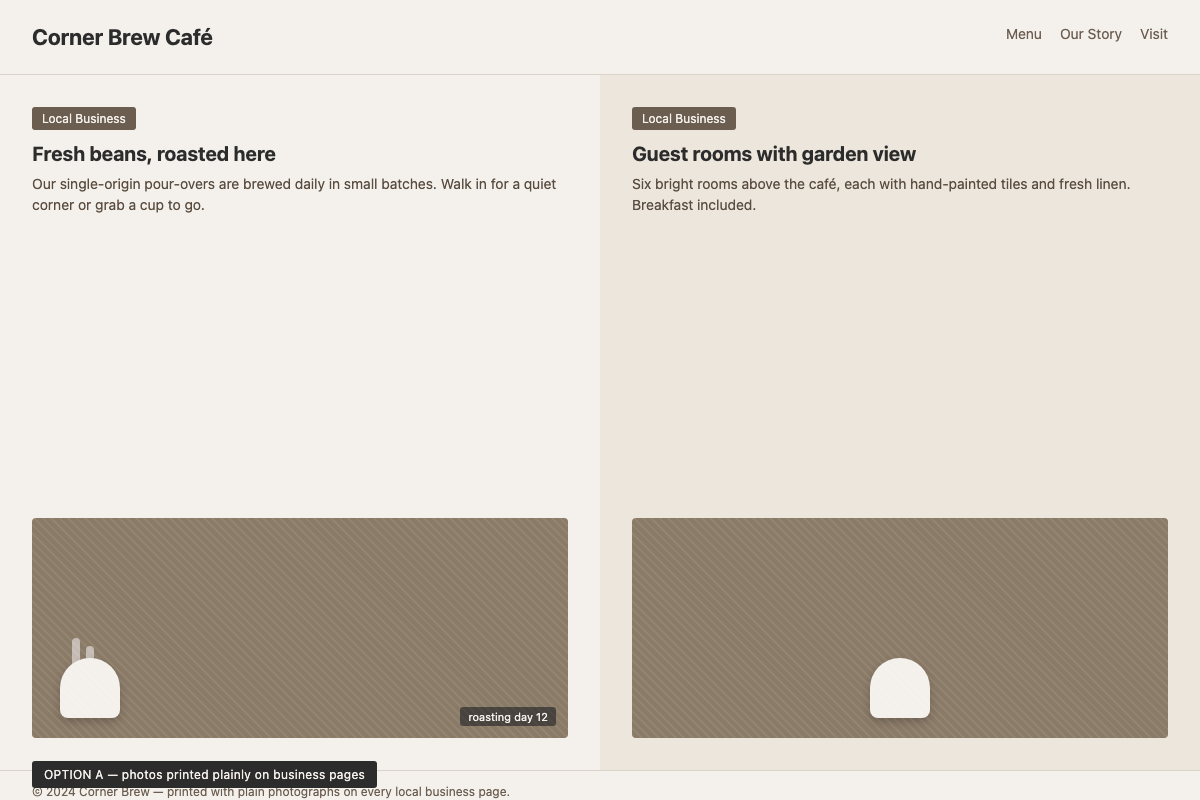 Corner Brew Café
Menu Our Story Visit
Local Business
Fresh beans, roasted here
Our single-origin pour-overs are brewed daily in small batches. Walk in for a quiet
corner or grab a cup to go.
roasting day 12
Local Business
Guest rooms with garden view
Six bright rooms above the café, each with hand-painted tiles and fresh linen.
Breakfast included.
OPTION A — photos printed plainly on business pages
© 2024 Corner Brew — printed with plain photographs on every local business page.